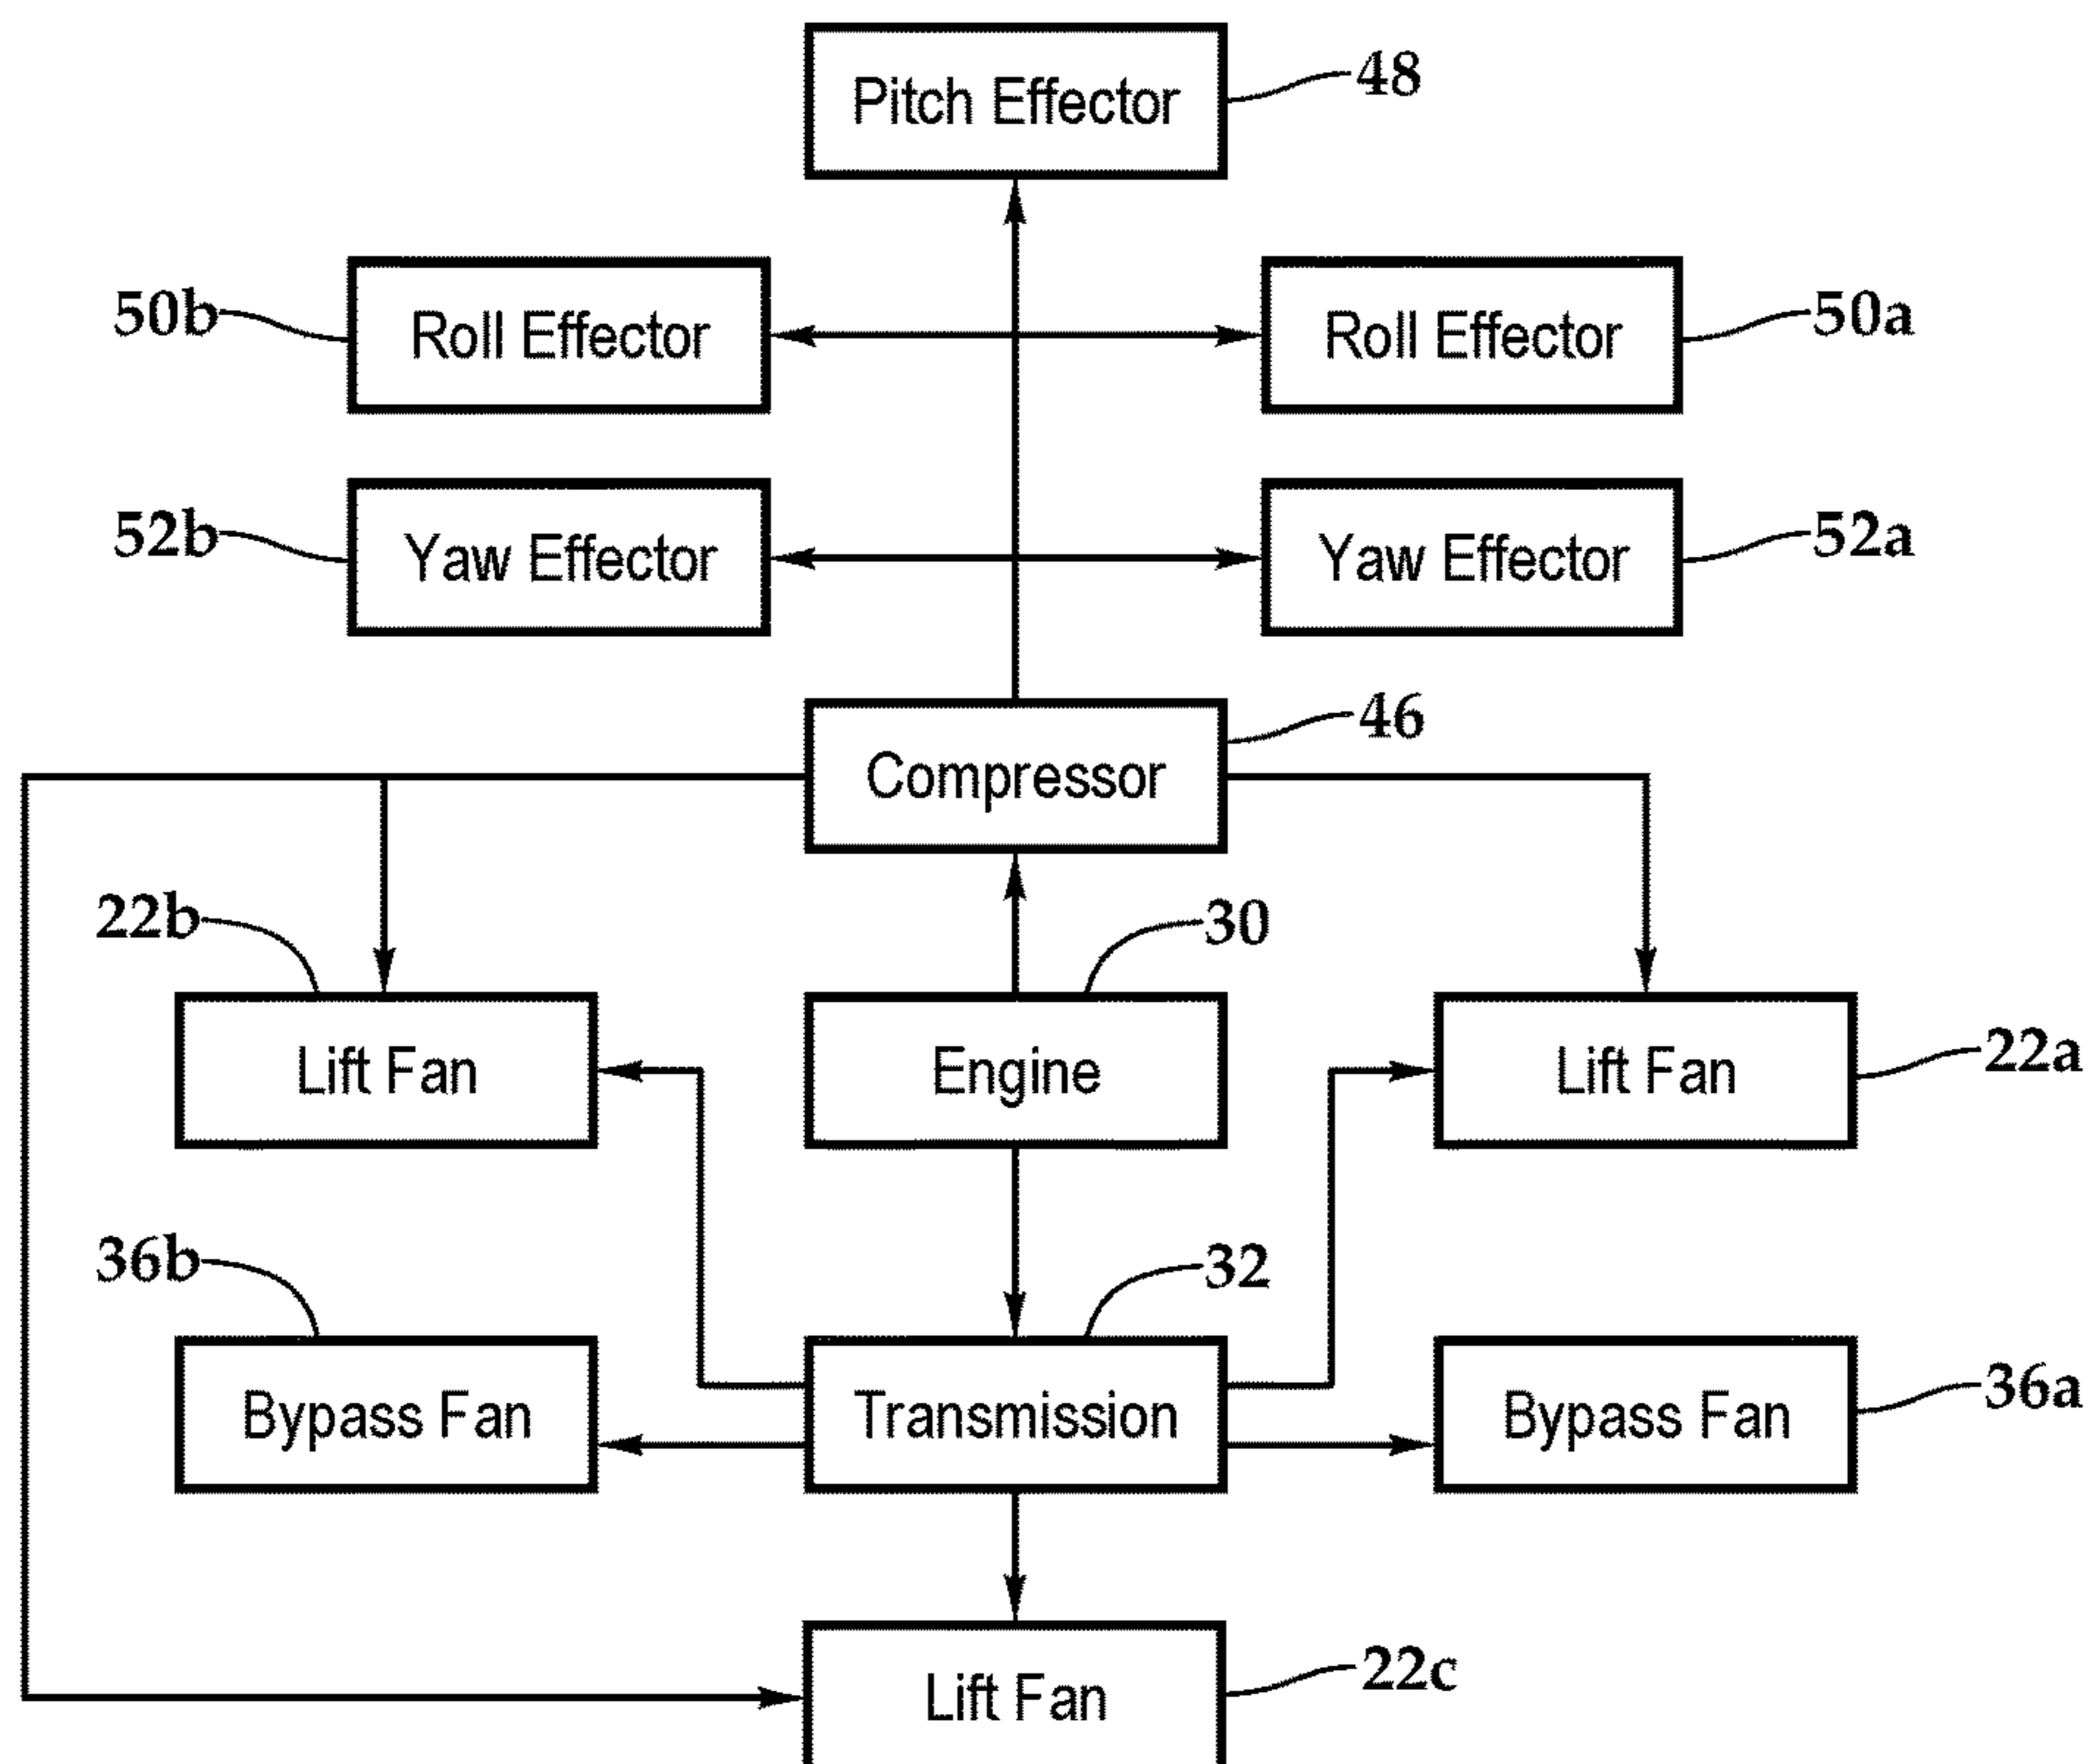 Pitch Effector
48
50b
Roll Effector
Roll Effector
50a
52b
Yaw Effector
Yaw Effector
52a
Compressor
46
22b
30
Lift Fan
Engine
Lift Fan
22a
36b
32
Bypass Fan
Transmission
Bypass Fan
36a
Lift Fan
22c